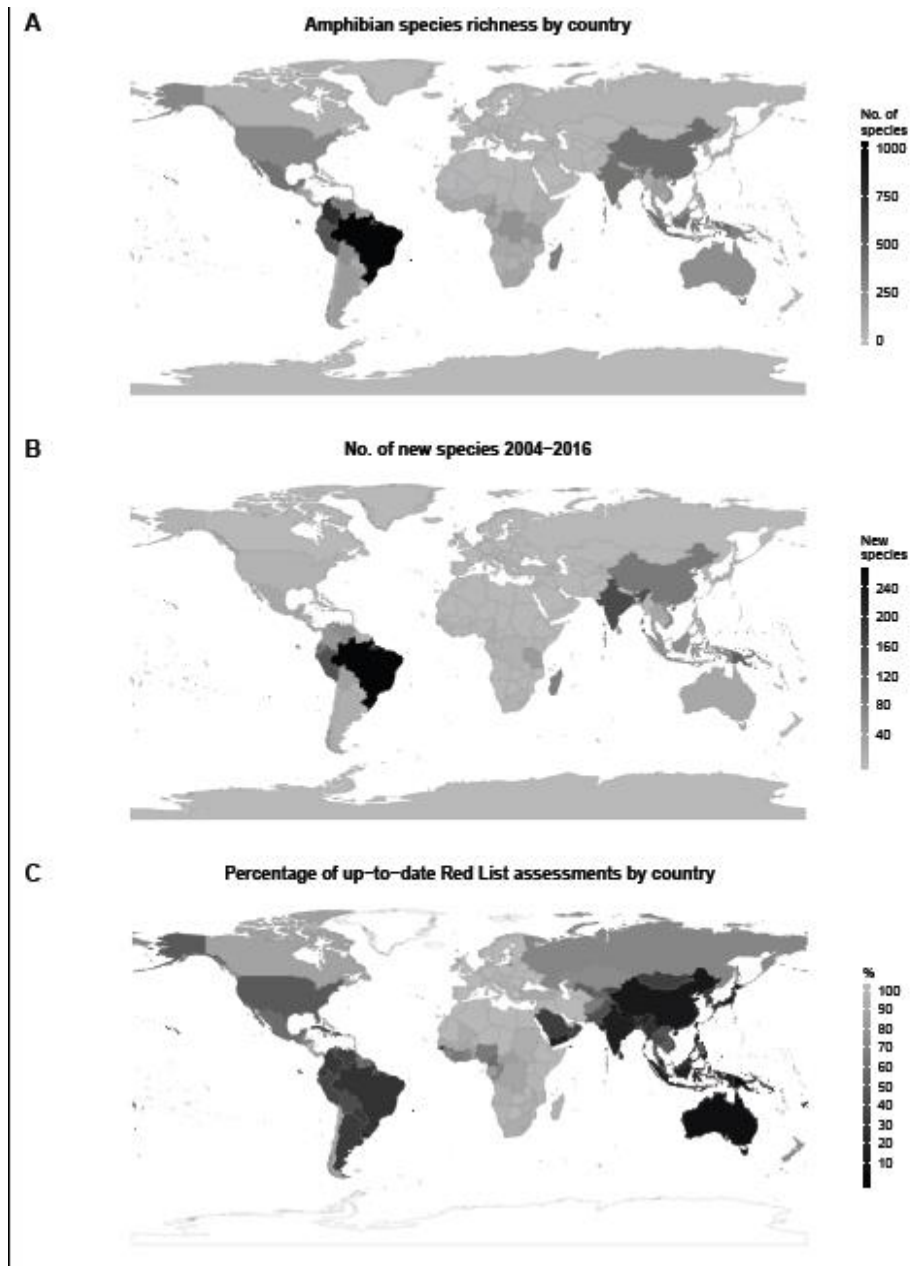 A
Amphibian species richness by country
No. of
species
1000
750
500
250
0
B
No. of new species 2004–2016
New
species
240
200
160
120
80
40
C
Percentage of up–to–date Red List assessments by country
%
100
90
80
70
60
50
40
30
20
10